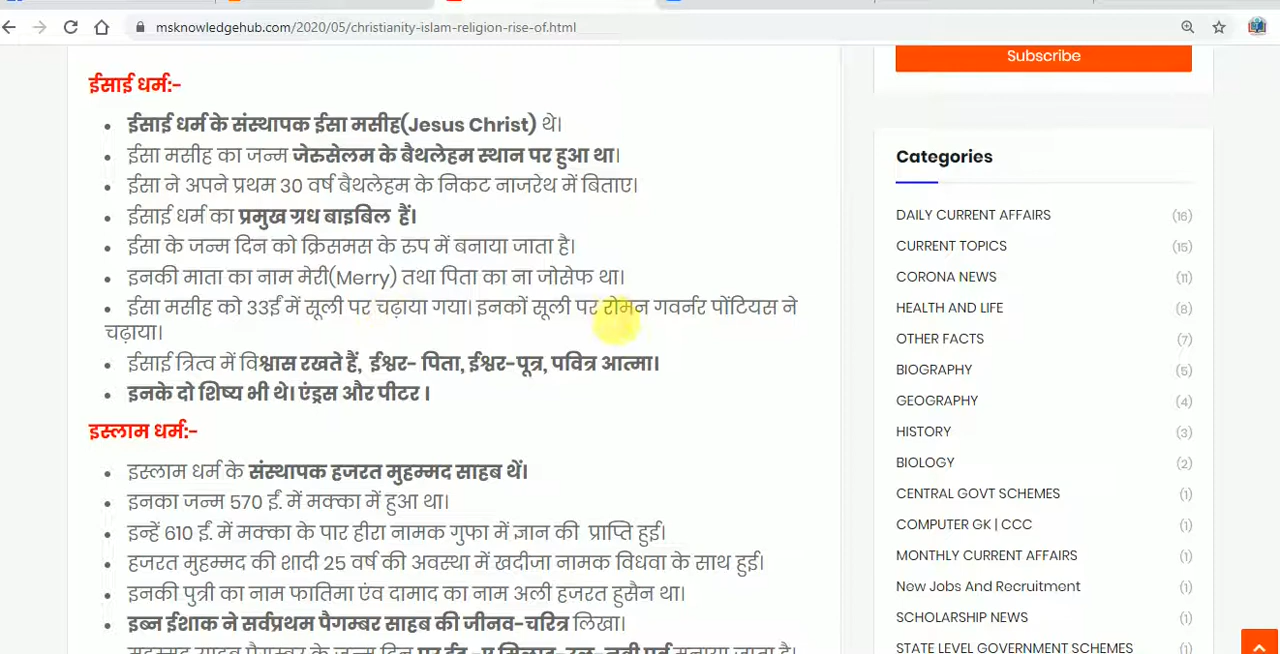 msknowledgehub.com/2020/05/christianity-islam-religion-rise-of.html
ईसाई धर्म:-
• ईसाई धर्म के संस्थापक ईसा मसीह(Jesus Christ) थे।
• ईसा मसीह का जन्म जेरुसेलम के बैथलेहम स्थान पर हुआ था।
• ईसा ने अपने प्रथम 30 वर्ष बैथलेहम के निकट नाजरेथ में बिताए।
• ईसाई धर्म का प्रमुख ग्रध बाइबिल हैं।
• ईसा के जन्म दिन को क्रिसमस के रुप में बनाया जाता है।
• इनकी माता का नाम मेरी(Merry) तथा पिता का ना जोसेफ था।
• ईसा मसीह को 33ईं में सूली पर चढ़ाया गया। इनकों सूली पर रोमन गवर्नर पोंटियस ने
चढ़ाया।
• ईसाई त्रित्व में विश्वास रखते हैं, ईश्वर- पिता, ईश्वर-पूत्र, पवित्र आत्मा।
• इनके दो शिष्य भी थे। एंड्रस और पीटर ।
इस्लाम धर्म:-
• इस्लाम धर्म के संस्थापक हजरत मुहम्मद साहब थें।
• इनका जन्म 570 ईं. में मक्का में हुआ था।
• इन्हें 610 ईं. में मक्का के पार हीरा नामक गुफा में ज्ञान की प्राप्ति हुई।
• हजरत मुहम्मद की शादी 25 वर्ष की अवस्था में खदीजा नामक विधवा के साथ हुई।
• इनकी पुत्री का नाम फातिमा एंव दामाद का नाम अली हजरत हुसैन था।
• इब्न ईशाक ने सर्वप्रथम पैगम्बर साहब की जीनव-चरित्र लिखा।
Subscribe
Categories
DAILY CURRENT AFFAIRS (16)
CURRENT TOPICS (15)
CORONA NEWS (11)
HEALTH AND LIFE (8)
OTHER FACTS (7)
BIOGRAPHY (5)
GEOGRAPHY (4)
HISTORY (3)
BIOLOGY (2)
CENTRAL GOVT SCHEMES (1)
COMPUTER GK | CCC (1)
MONTHLY CURRENT AFFAIRS (1)
New Jobs And Recruitment (1)
SCHOLARSHIP NEWS (1)
STATE LEVEL GOVERNMENT SCHEMES (1)